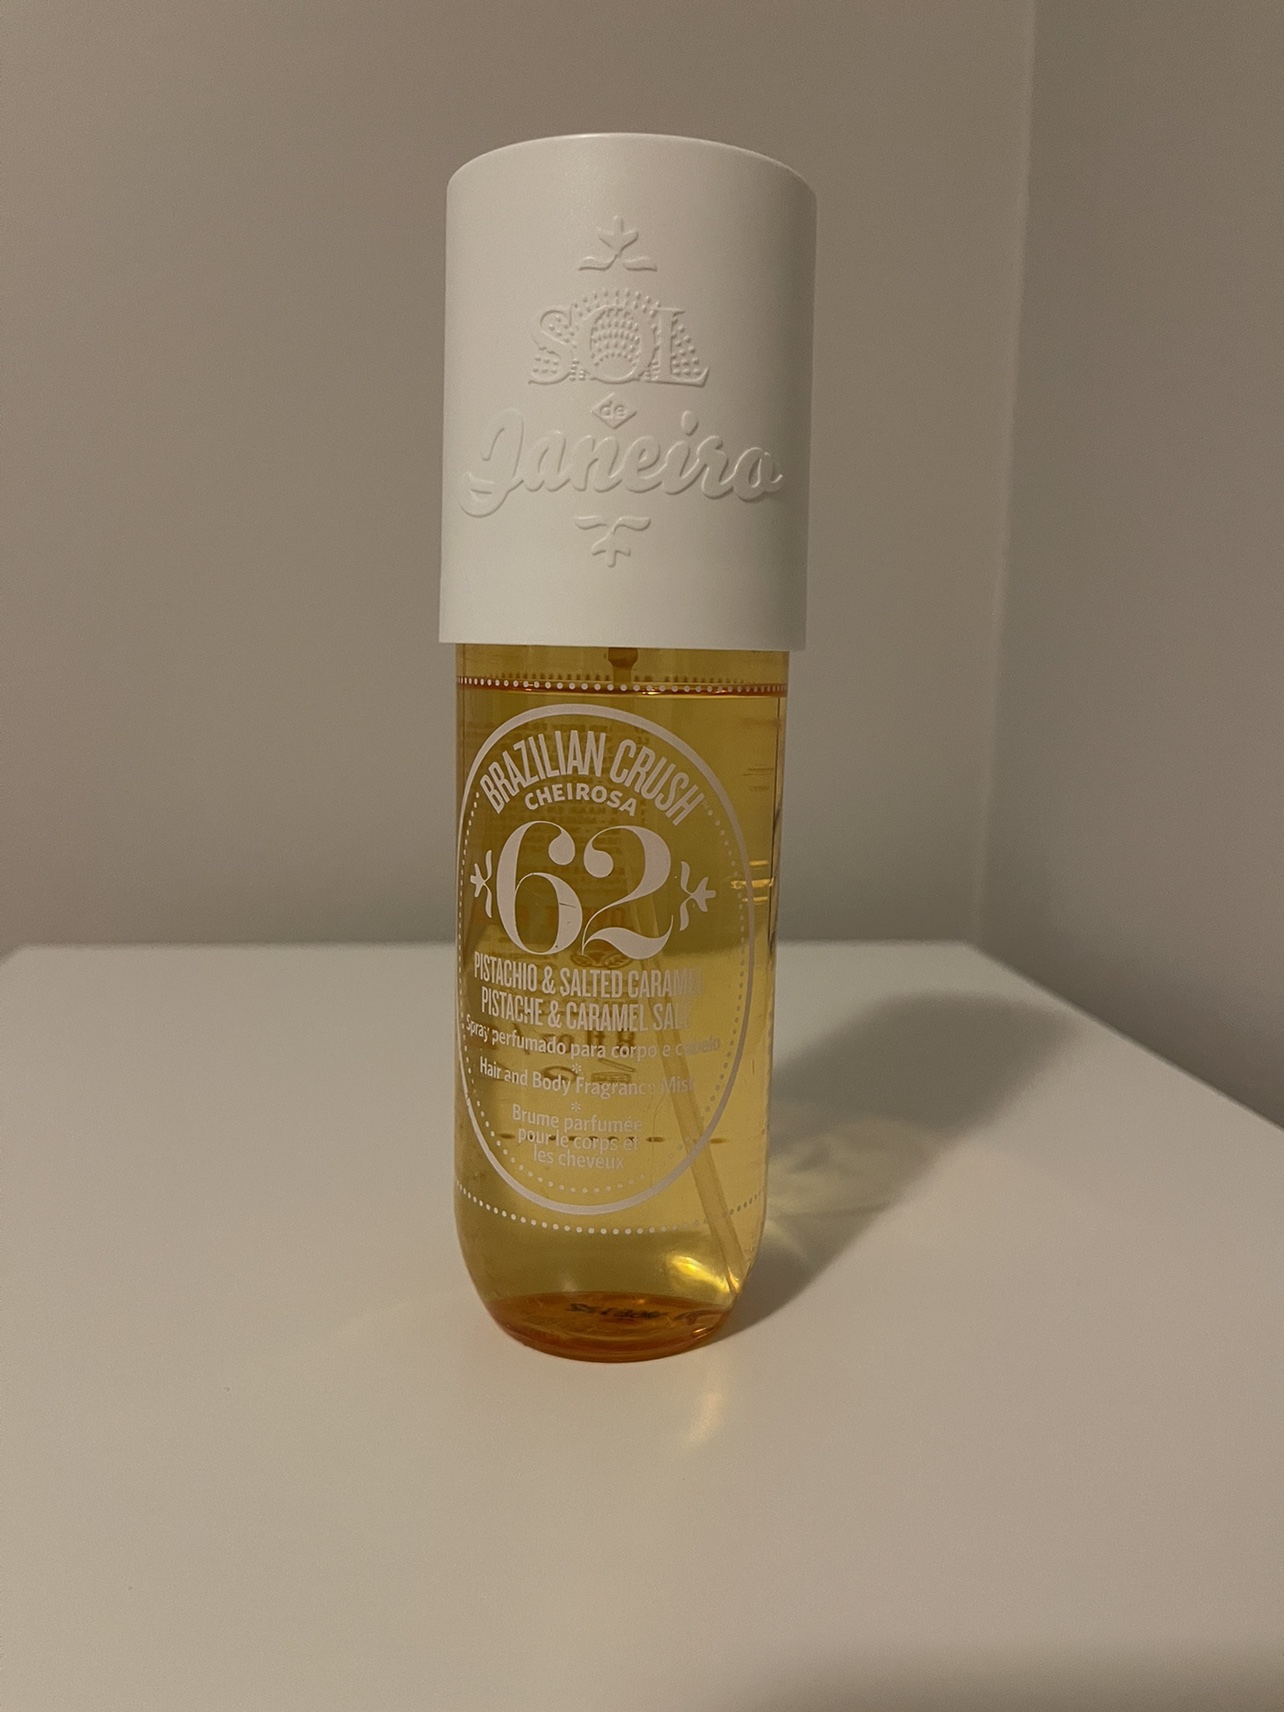 SOL
de
Janeiro
BRAZILIAN CRUSH
CHEIROSA
62
PISTACHIO & SALTED CARAMEL
PISTACHE & CARAMEL SALÉ
Spray perfumado para corpo e cabelo
*
Hair and Body Fragrance Mist
*
Brume parfumée
pour le corps et
les cheveux